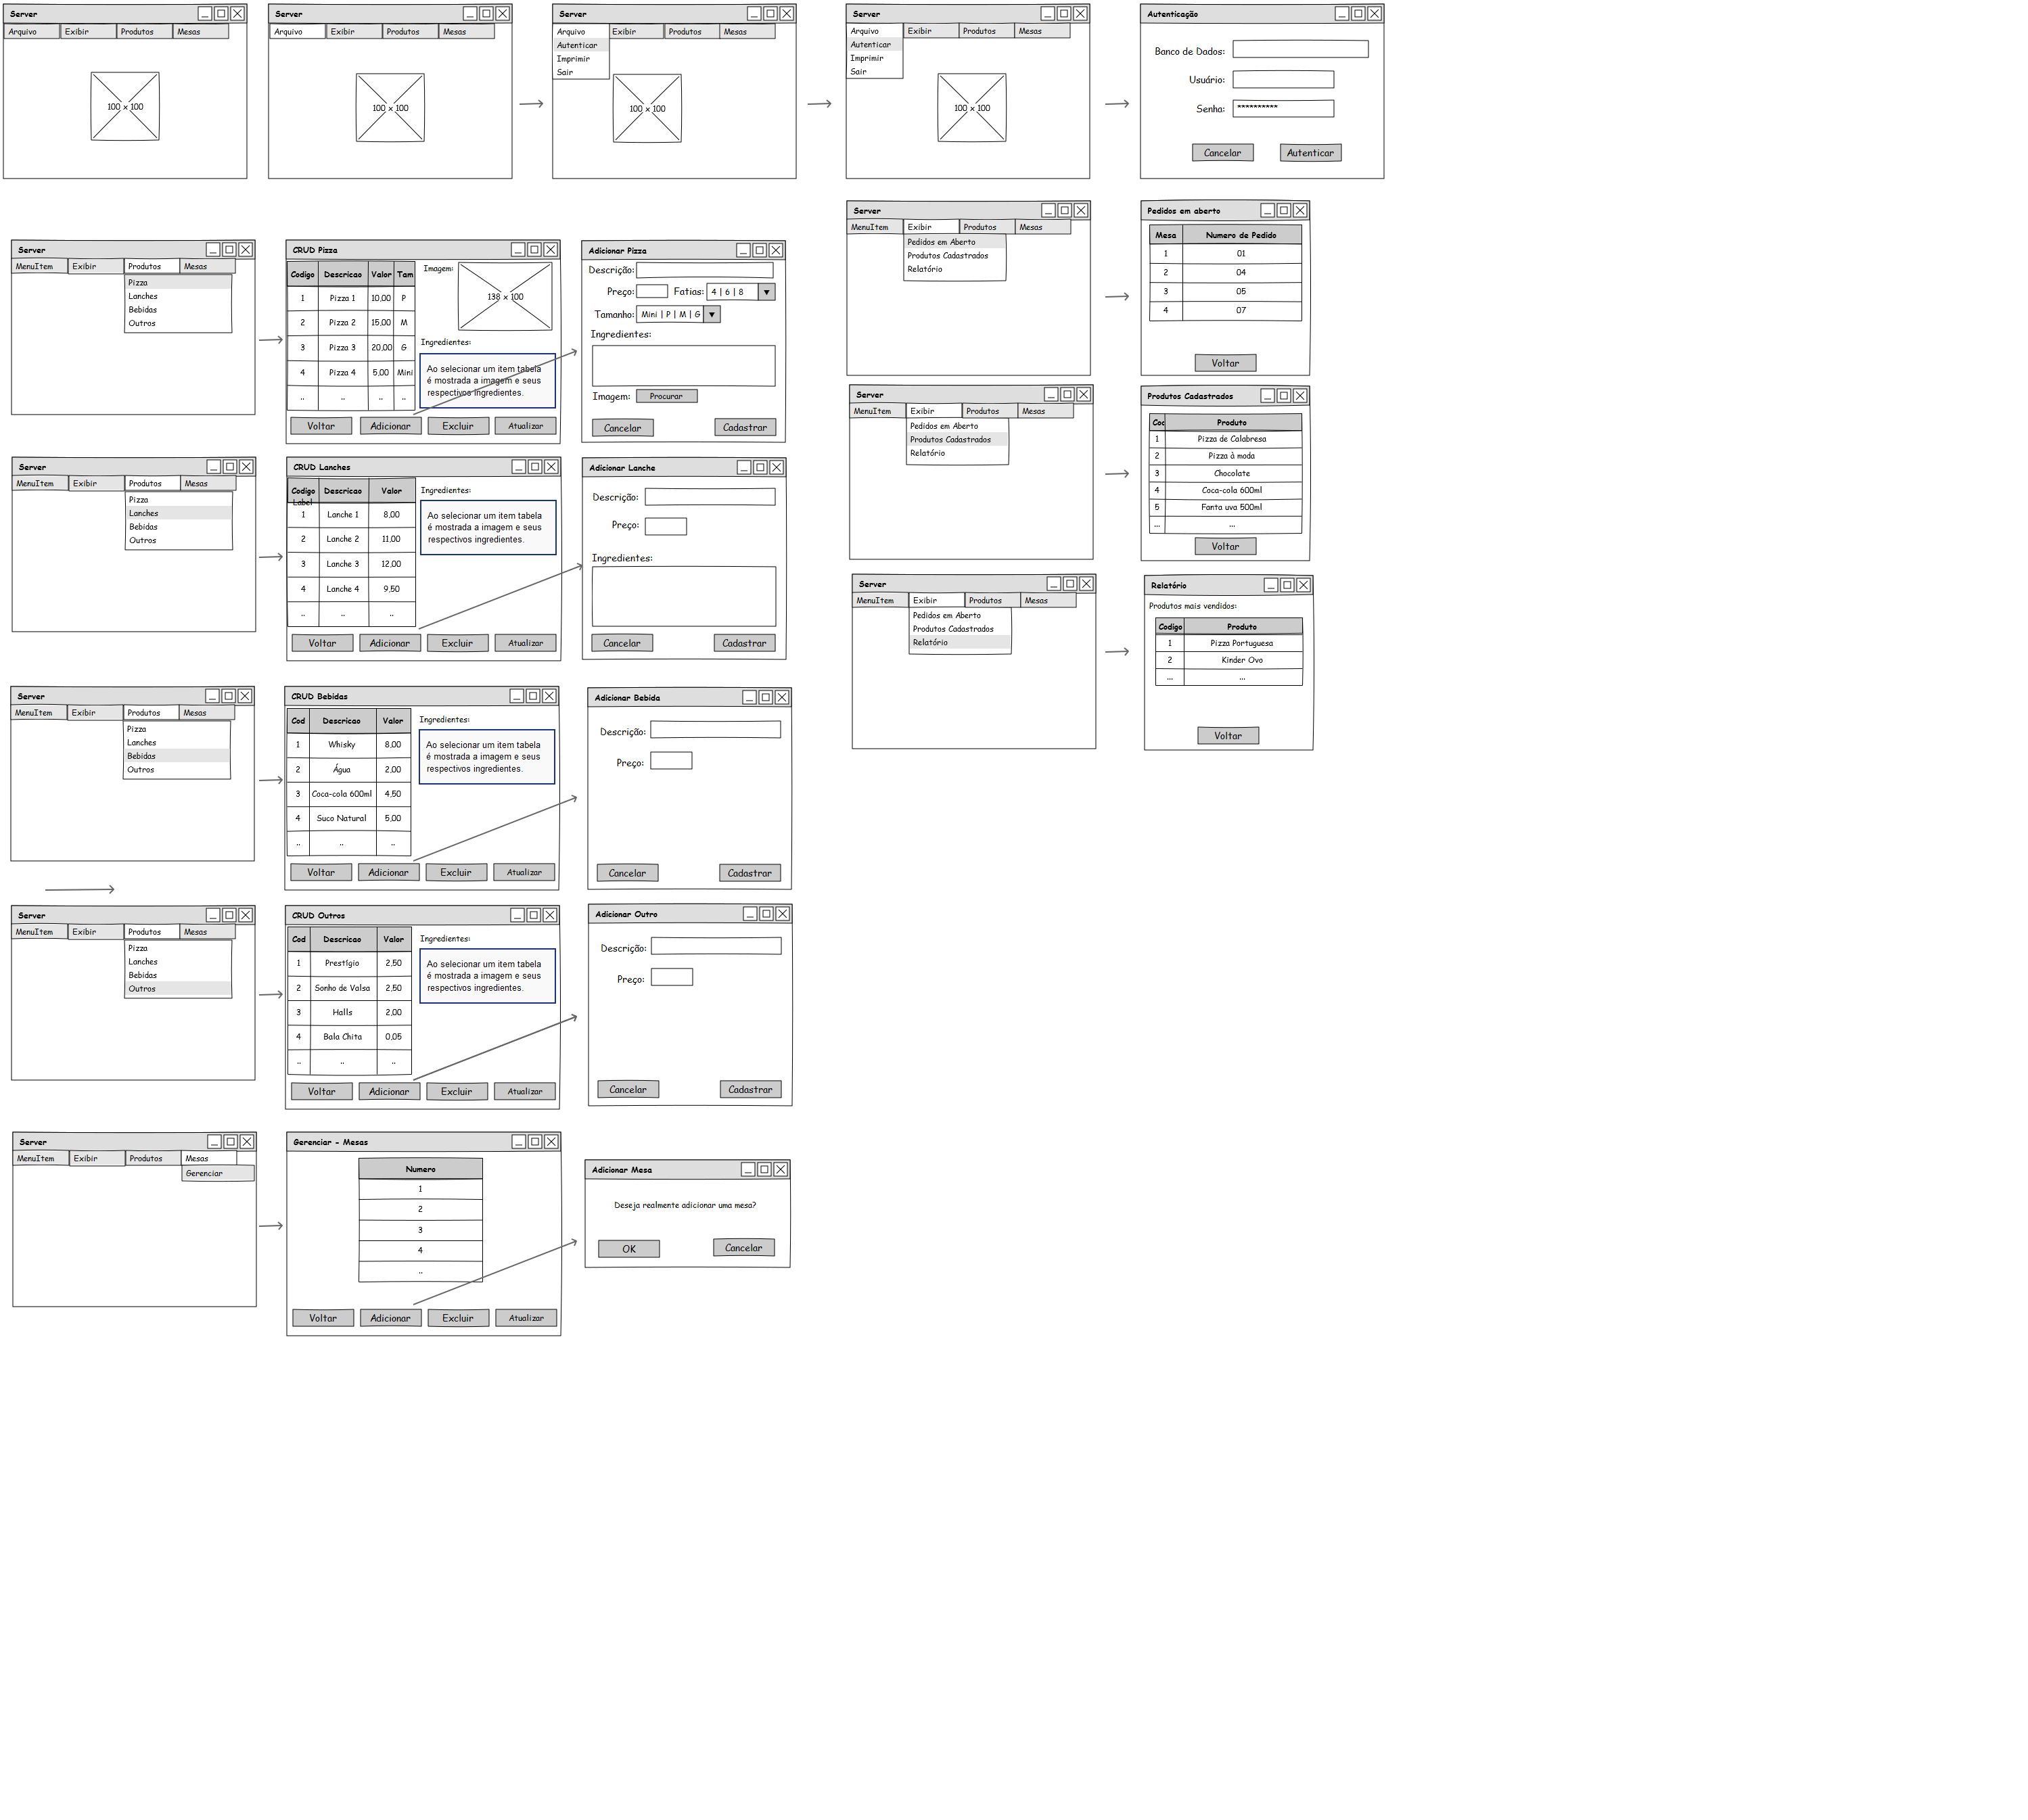 Server
Arquivo Exibir Produtos Mesas
100 x 100
Server
Arquivo Exibir Produtos Mesas
100 x 100
Server
Arquivo Exibir Produtos Mesas
Autenticar
Imprimir
Sair
100 x 100
Server
Arquivo Exibir Produtos Mesas
Autenticar
Imprimir
Sair
100 x 100
Autenticação
Banco de Dados:
Usuário:
Senha: **********
Cancelar Autenticar
Server
MenuItem Exibir Produtos Mesas
Pedidos em Aberto
Produtos Cadastrados
Relatório
Pedidos em aberto
Mesa Numero de Pedido
1 01
2 04
3 05
4 07
Voltar
Server
MenuItem Exibir Produtos Mesas
Pizza
Lanches
Bebidas
Outros
CRUD Pizza
Codigo Descricao Valor Tam
1 Pizza 1 10,00 P
2 Pizza 2 15,00 M
3 Pizza 3 20,00 G
4 Pizza 4 5,00 Mini
.. .. .. ..
Imagem:
138 x 100
Ingredientes:
Ao selecionar um item tabela
é mostrada a imagem e seus
respectivos ingredientes.
Voltar Adicionar Excluir Atualizar
Adicionar Pizza
Descrição:
Preço: Fatias: 4 | 6 | 8
Tamanho: Mini | P | M | G
Ingredientes:
Imagem: Procurar
Cancelar Cadastrar
Server
MenuItem Exibir Produtos Mesas
Pedidos em Aberto
Produtos Cadastrados
Relatório
Produtos Cadastrados
Cod Produto
1 Pizza de Calabresa
2 Pizza à moda
3 Chocolate
4 Coca-cola 600ml
5 Fanta uva 500ml
... ...
Voltar
Server
MenuItem Exibir Produtos Mesas
Pizza
Lanches
Bebidas
Outros
CRUD Lanches
Codigo Descricao Valor
Label
1 Lanche 1 8,00
2 Lanche 2 11,00
3 Lanche 3 12,00
4 Lanche 4 9,50
.. .. ..
Ingredientes:
Ao selecionar um item tabela
é mostrada a imagem e seus
respectivos ingredientes.
Voltar Adicionar Excluir Atualizar
Adicionar Lanche
Descrição:
Preço:
Ingredientes:
Cancelar Cadastrar
Server
MenuItem Exibir Produtos Mesas
Pedidos em Aberto
Produtos Cadastrados
Relatório
Relatório
Produtos mais vendidos:
Codigo Produto
1 Pizza Portuguesa
2 Kinder Ovo
... ...
Voltar
Server
MenuItem Exibir Produtos Mesas
Pizza
Lanches
Bebidas
Outros
CRUD Bebidas
Cod Descricao Valor
1 Whisky 8,00
2 Água 2,00
3 Coca-cola 600ml 4,50
4 Suco Natural 5,00
.. .. ..
Ingredientes:
Ao selecionar um item tabela
é mostrada a imagem e seus
respectivos ingredientes.
Voltar Adicionar Excluir Atualizar
Adicionar Bebida
Descrição:
Preço:
Cancelar Cadastrar
Server
MenuItem Exibir Produtos Mesas
Pizza
Lanches
Bebidas
Outros
CRUD Outros
Cod Descricao Valor
1 Prestígio 2,50
2 Sonho de Valsa 2,50
3 Halls 2,00
4 Bala Chita 0,05
.. .. ..
Ingredientes:
Ao selecionar um item tabela
é mostrada a imagem e seus
respectivos ingredientes.
Voltar Adicionar Excluir Atualizar
Adicionar Outro
Descrição:
Preço:
Cancelar Cadastrar
Server
MenuItem Exibir Produtos Mesas
Gerenciar
Gerenciar - Mesas
Numero
1
2
3
4
..
Voltar Adicionar Excluir Atualizar
Adicionar Mesa
Deseja realmente adicionar uma mesa?
OK Cancelar